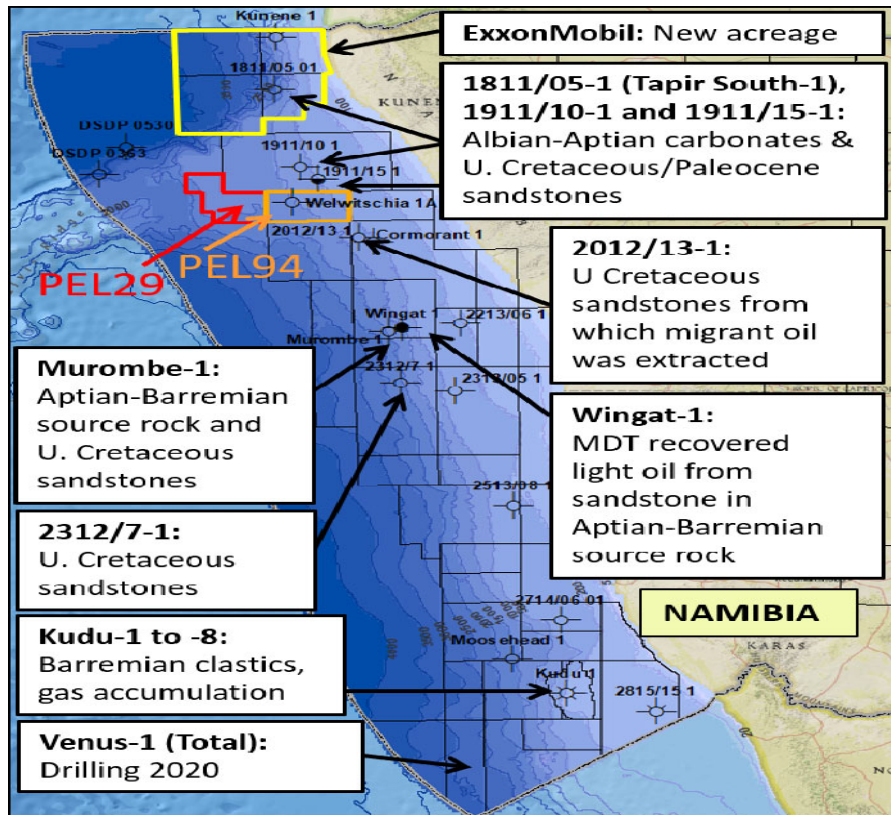 Kunene 1
ExxonMobil: New acreage
1811/05 01
1811/05-1 (Tapir South-1),
1911/10-1 and 1911/15-1:
Albian-Aptian carbonates &
U. Cretaceous/Paleocene
sandstones
DSDP 0530
DSDP 0363
1911/10 1
1911/15 1
Welwitschia 1A
2012/13 1
Cormorant 1
PEL29
PEL94
2012/13-1:
U Cretaceous
sandstones from
which migrant oil
was extracted
Wingat 1
2213/06 1
Murombe 1
2312/7 1
2313/05 1
Murombe-1:
Aptian-Barremian
source rock and
U. Cretaceous
sandstones
Wingat-1:
MDT recovered
light oil from
sandstone in
Aptian-Barremian
source rock
2513/08 1
2312/7-1:
U. Cretaceous
sandstones
2714/06 01
NAMIBIA
KARAS
Moosehead 1
Kudu 1
2815/15 1
Kudu-1 to -8:
Barremian clastics,
gas accumulation
Venus-1 (Total):
Drilling 2020